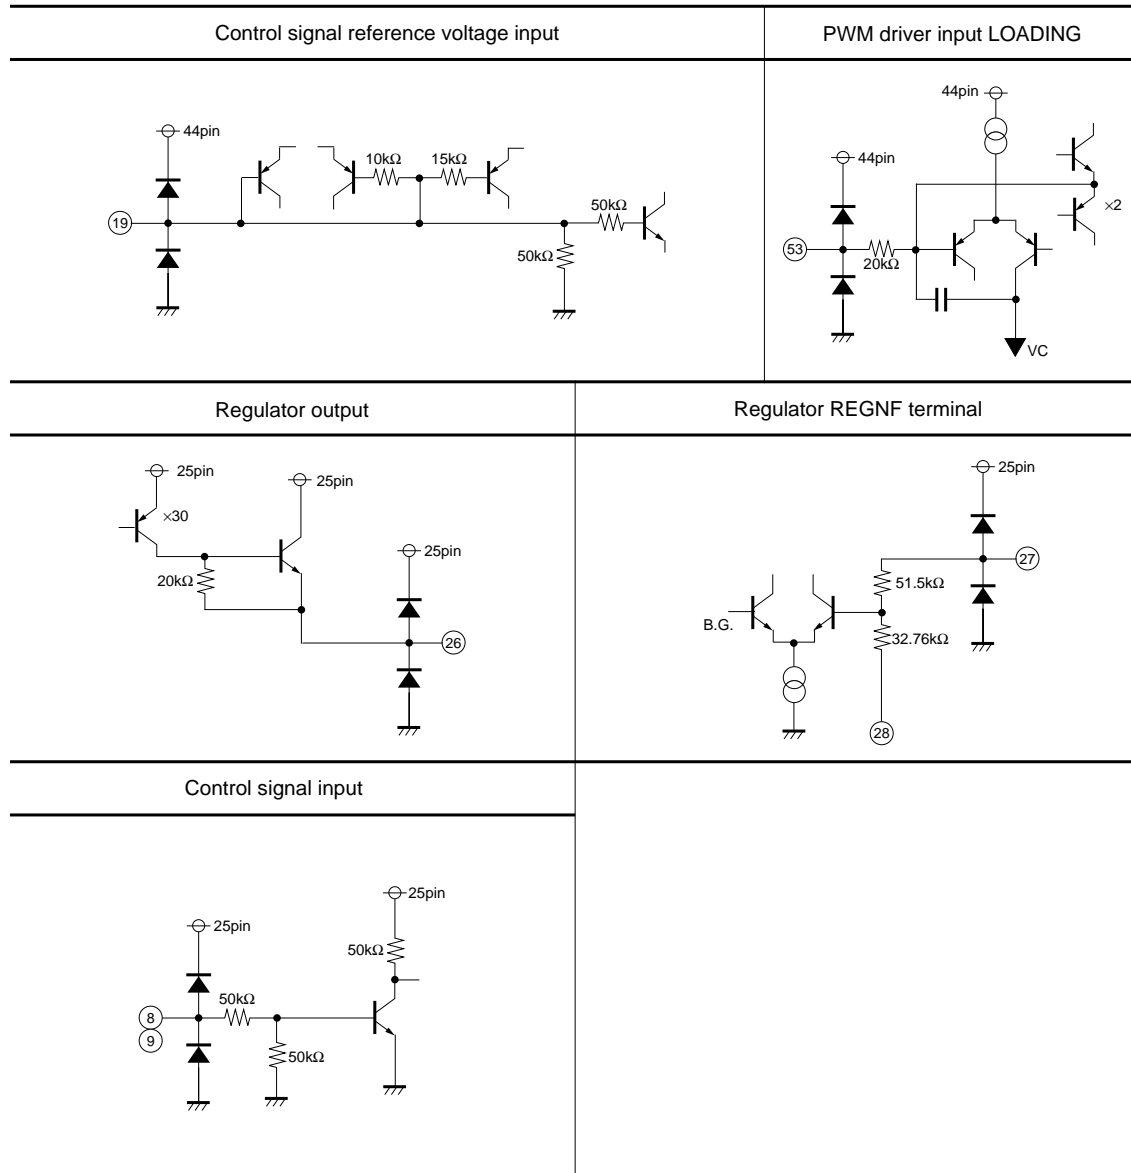 Control signal reference voltage input
44pin
10kΩ
15kΩ
50kΩ
19
50kΩ
PWM driver input LOADING
44pin
44pin
×2
53
20kΩ
VC
Regulator output
25pin
25pin
×30
25pin
20kΩ
26
Regulator REGNF terminal
25pin
27
51.5kΩ
B.G.
32.76kΩ
28
Control signal input
25pin
25pin
50kΩ
50kΩ
8
9
50kΩ